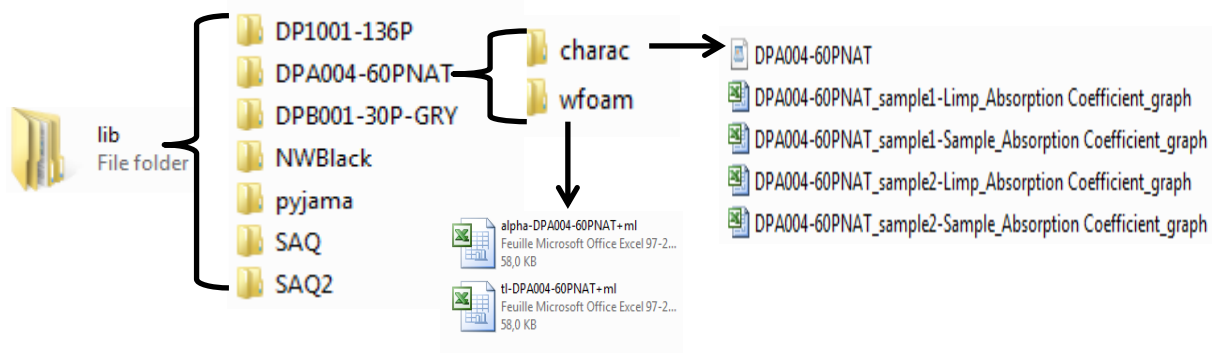 lib
File folder
DP1001-136P
DPA004-60PNAT
DPB001-30P-GRY
NWBlack
pyjama
SAQ
SAQ2
charac
wfoam
alpha-DPA004-60PNAT+ml
Feuille Microsoft Office Excel 97-2...
58,0 KB
tl-DPA004-60PNAT+ml
Feuille Microsoft Office Excel 97-2...
58,0 KB
DPA004-60PNAT
DPA004-60PNAT_sample1-Limp_Absorption Coefficient_graph
DPA004-60PNAT_sample1-Sample_Absorption Coefficient_graph
DPA004-60PNAT_sample2-Limp_Absorption Coefficient_graph
DPA004-60PNAT_sample2-Sample_Absorption Coefficient_graph